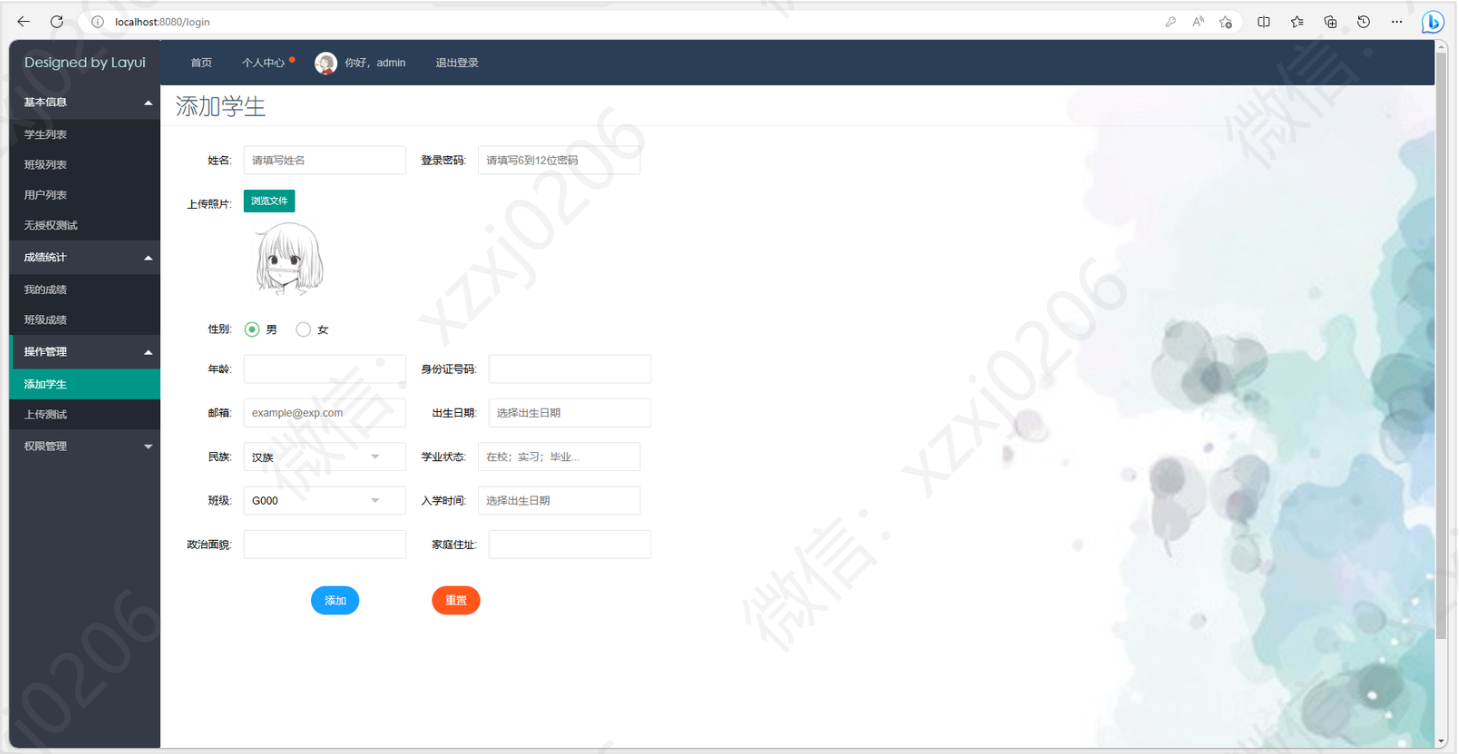 localhost:8080/login
Designed by Layui
首页 个人中心 你好，admin 退出登录
基本信息
学生列表
班级列表
用户列表
无授权测试
成绩统计
我的成绩
班级成绩
操作管理
添加学生
上传测试
权限管理
添加学生
姓名: 请填写姓名 登录密码: 请填写6到12位密码
上传照片: 浏览文件
性别: 男 女
年龄: 身份证号码:
邮箱: example@exp.com 出生日期: 选择出生日期
民族: 汉族 学业状态: 在校；实习；毕业...
班级: G000 入学时间: 选择出生日期
政治面貌: 家庭住址:
添加 重置
微信：xzxj0206
微信：xzxj0206
微信：
j0206